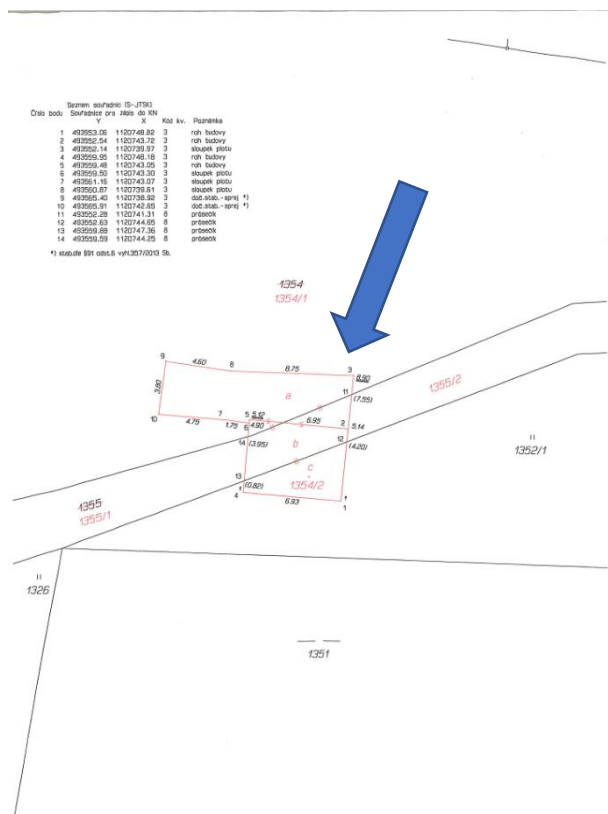 Seznam souřadnic (S-JTSK)
Číslo bodu Souřadnice pro zápis do KN
Y X Kód kv. Poznámka
1 493553.06 1120748.82 3 roh budovy
2 493552.54 1120743.72 3 roh budovy
3 493552.14 1120739.97 3 sloupek plotu
4 493559.95 1120748.18 3 roh budovy
5 493559.48 1120743.05 3 roh budovy
6 493559.50 1120743.30 3 sloupek plotu
7 493561.16 1120743.07 3 sloupek plotu
8 493560.87 1120739.61 3 sloupek plotu
9 493565.40 1120738.92 3 doč.stab.-sprej *)
10 493565.91 1120742.65 3 doč.stab.-sprej *)
11 493552.28 1120741.31 8 průsečík
12 493552.63 1120744.65 8 průsečík
13 493559.88 1120747.36 8 průsečík
14 493559.59 1120744.25 8 průsečík
*) stab.dle §91 odst.6 vyhl.357/2013 Sb.
1354
1354/1
9 4.60 8 8.75 3
8.90
11
(7.55)
1355/2
3.80
a
10 4.75 7 1.75
5 5.12
6 4.90
6.95
2 5.14
14 (3.95)
b
12 (4.20)
1352/1
c
13
(0.82)
1354/2
4 6.93 1
1355
1355/1
1326
1351